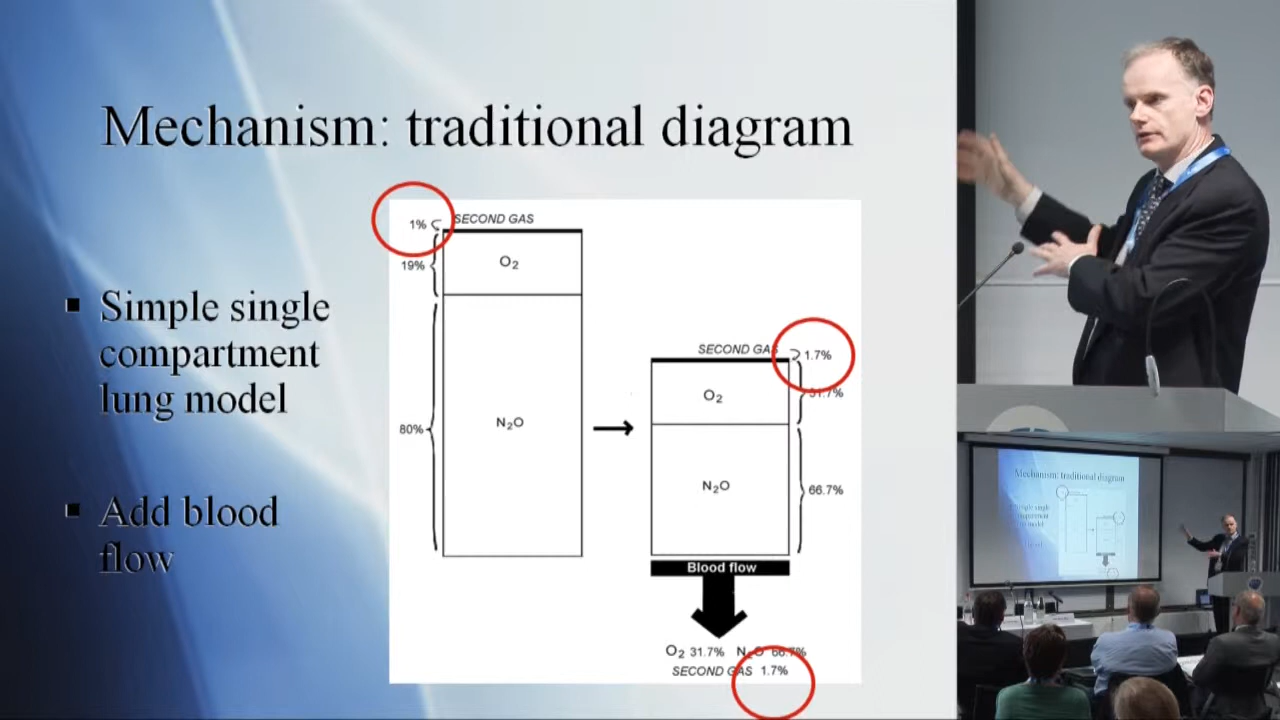 Mechanism: traditional diagram
▪ Simple single
compartment
lung model
▪ Add blood
flow
1% SECOND GAS
19% O₂
80% N₂O
SECOND GAS 1.7%
O₂ 31.7%
N₂O 66.7%
Blood flow
O₂ 31.7% N₂O 66.7%
SECOND GAS 1.7%
Mechanism: traditional diagram